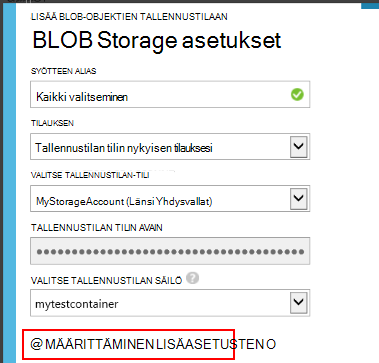 LISÄÄ BLOB-OBJEKTIEN TALLENNUSTILAAN
BLOB Storage asetukset
SYÖTTEEN ALIAS
Kaikki valitseminen
TILAUKSEN
Tallennustilan tilin nykyisen tilauksesi
VALITSE TALLENNUSTILAN-TILI
MyStorageAccount (Länsi Yhdysvallat)
TALLENNUSTILAN TILIN AVAIN
VALITSE TALLENNUSTILAN SÄILÖ ?
mytestcontainer
@ MÄÄRITTÄMINEN LISÄASETUSTEN O